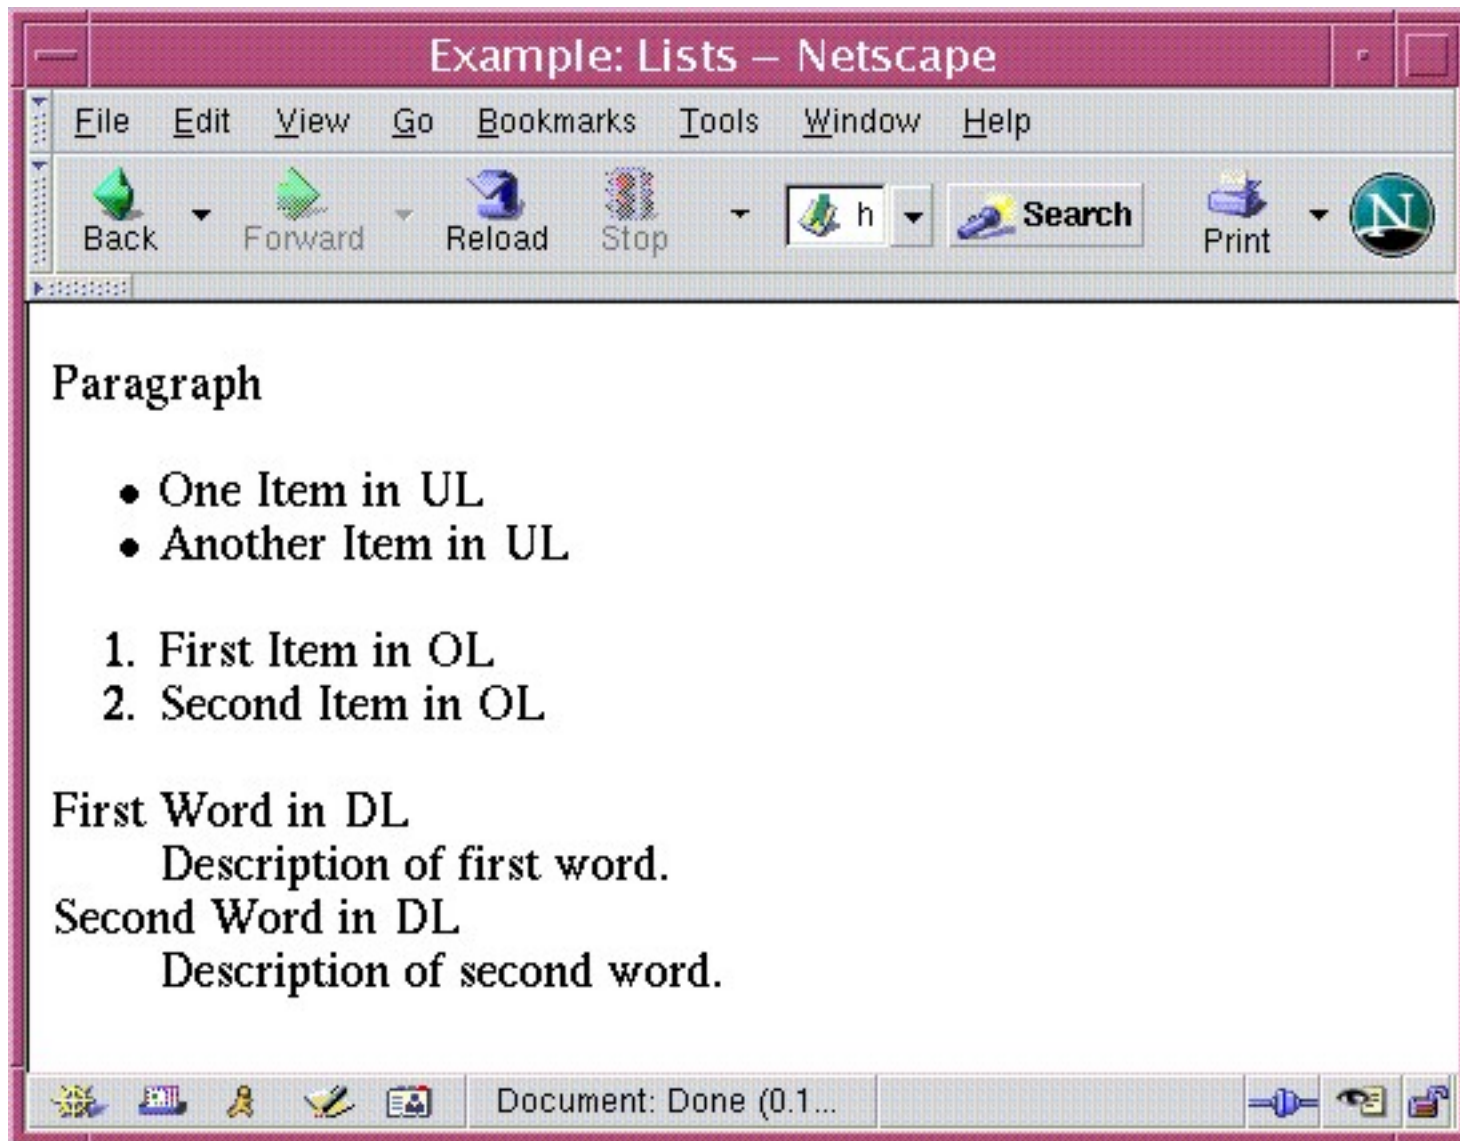 Example: Lists – Netscape
File Edit View Go Bookmarks Tools Window Help
Back Forward Reload Stop h Search Print N
Paragraph
• One Item in UL
• Another Item in UL
1. First Item in OL
2. Second Item in OL
First Word in DL
Description of first word.
Second Word in DL
Description of second word.
Document: Done (0.1...